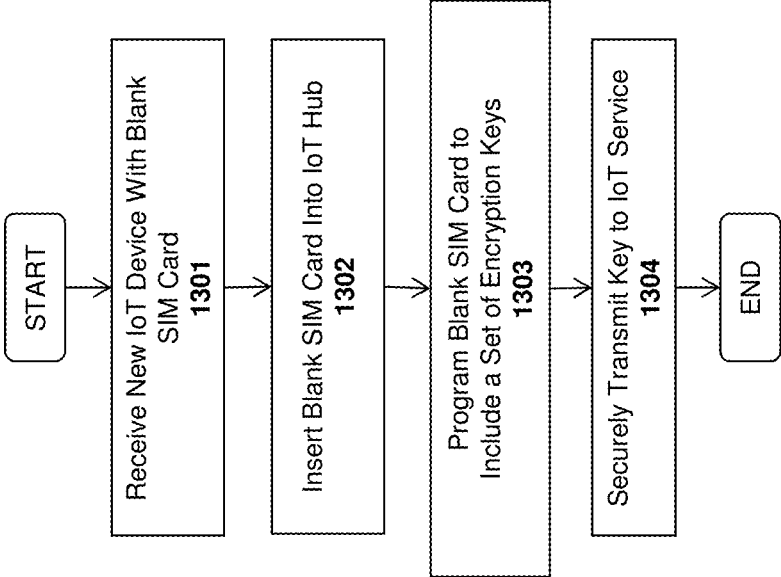 START
Receive New IoT Device With Blank
SIM Card
1301
Insert Blank SIM Card Into IoT Hub
1302
Program Blank SIM Card to
Include a Set of Encryption Keys
1303
Securely Transmit Key to IoT Service
1304
END